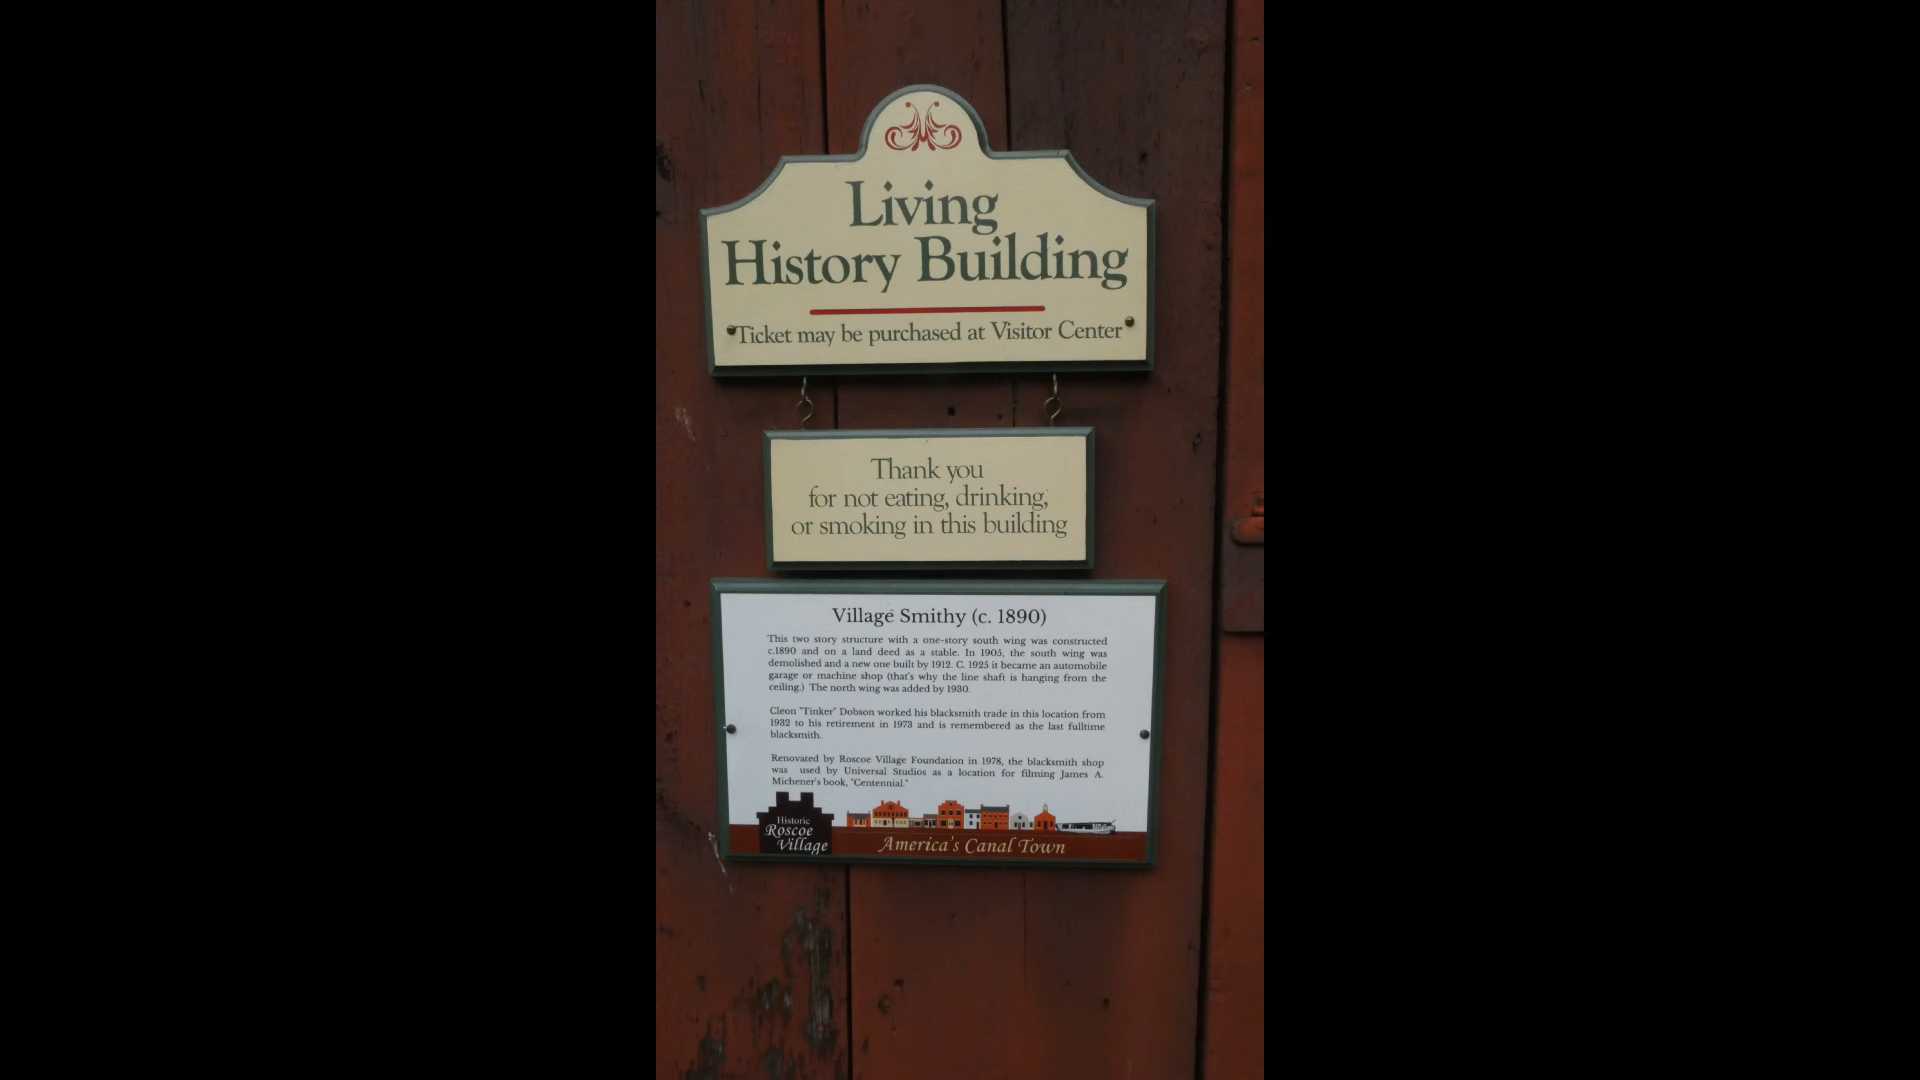 Living
History Building
Ticket may be purchased at Visitor Center
Thank you
for not eating, drinking,
or smoking in this building
Village Smithy (c. 1890)
This two story structure with a one-story south wing was constructed
c.1890 and on a land deed as a stable. In 1905, the south wing was
demolished and a new one built by 1912. C. 1925 it became an automobile
garage or machine shop (that's why the line shaft is hanging from the
ceiling.) The north wing was added by 1930.
Cleon "Tinker" Dobson worked his blacksmith trade in this location from
1932 to his retirement in 1973 and is remembered as the last fulltime
blacksmith.
Renovated by Roscoe Village Foundation in 1978, the blacksmith shop
was used by Universal Studios as a location for filming James A.
Michener's book, "Centennial."
Historic
Roscoe
Village
America's Canal Town